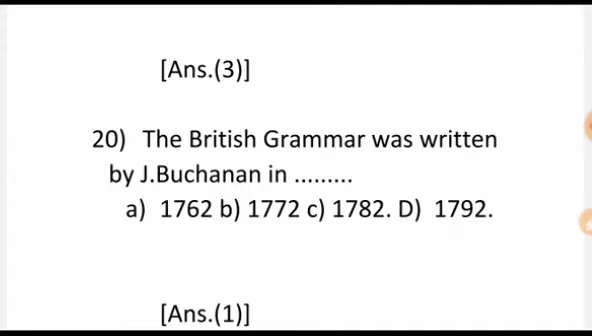 [Ans.(3)]
20) The British Grammar was written
by J.Buchanan in .........
a) 1762 b) 1772 c) 1782. D) 1792.
[Ans.(1)]